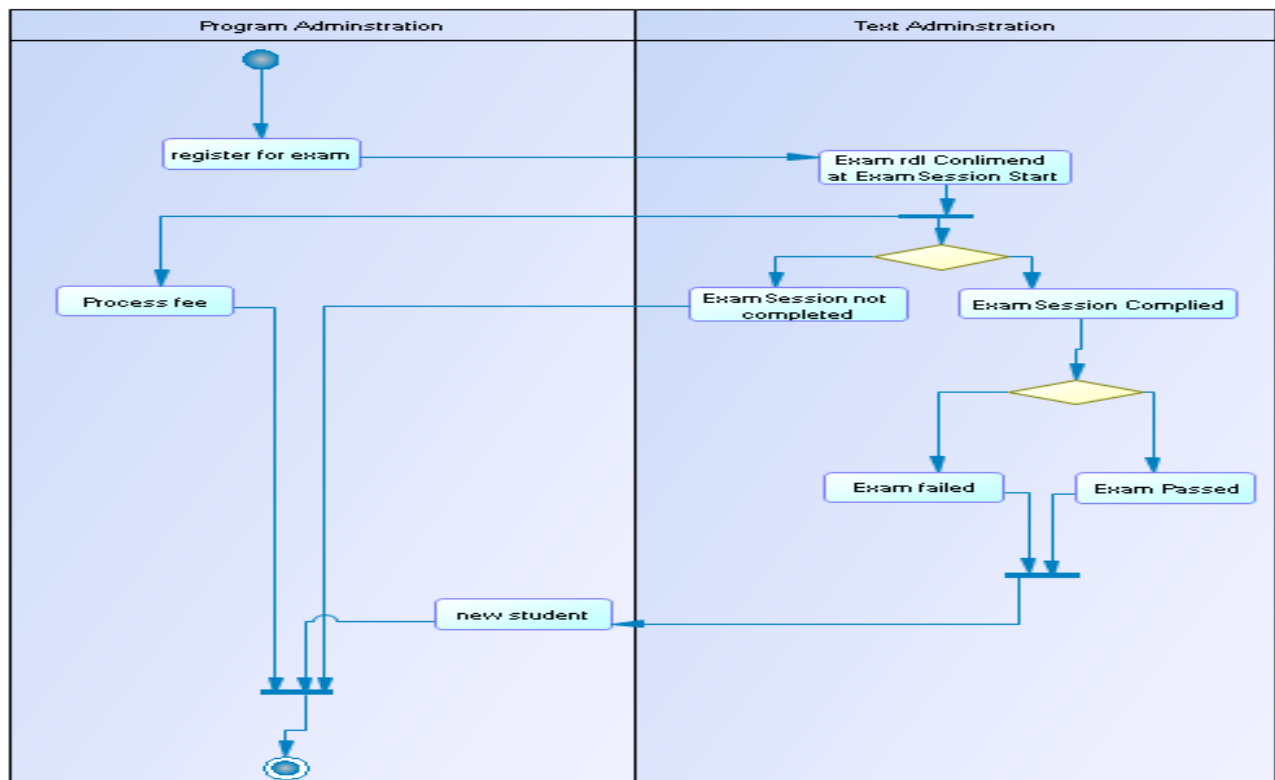 Program Adminstration
Text Adminstration
register for exam
Exam rdl Conlimend
at ExamSession Start
Process fee
ExamSession not
completed
ExamSession Complied
Exam failed
Exam Passed
new student